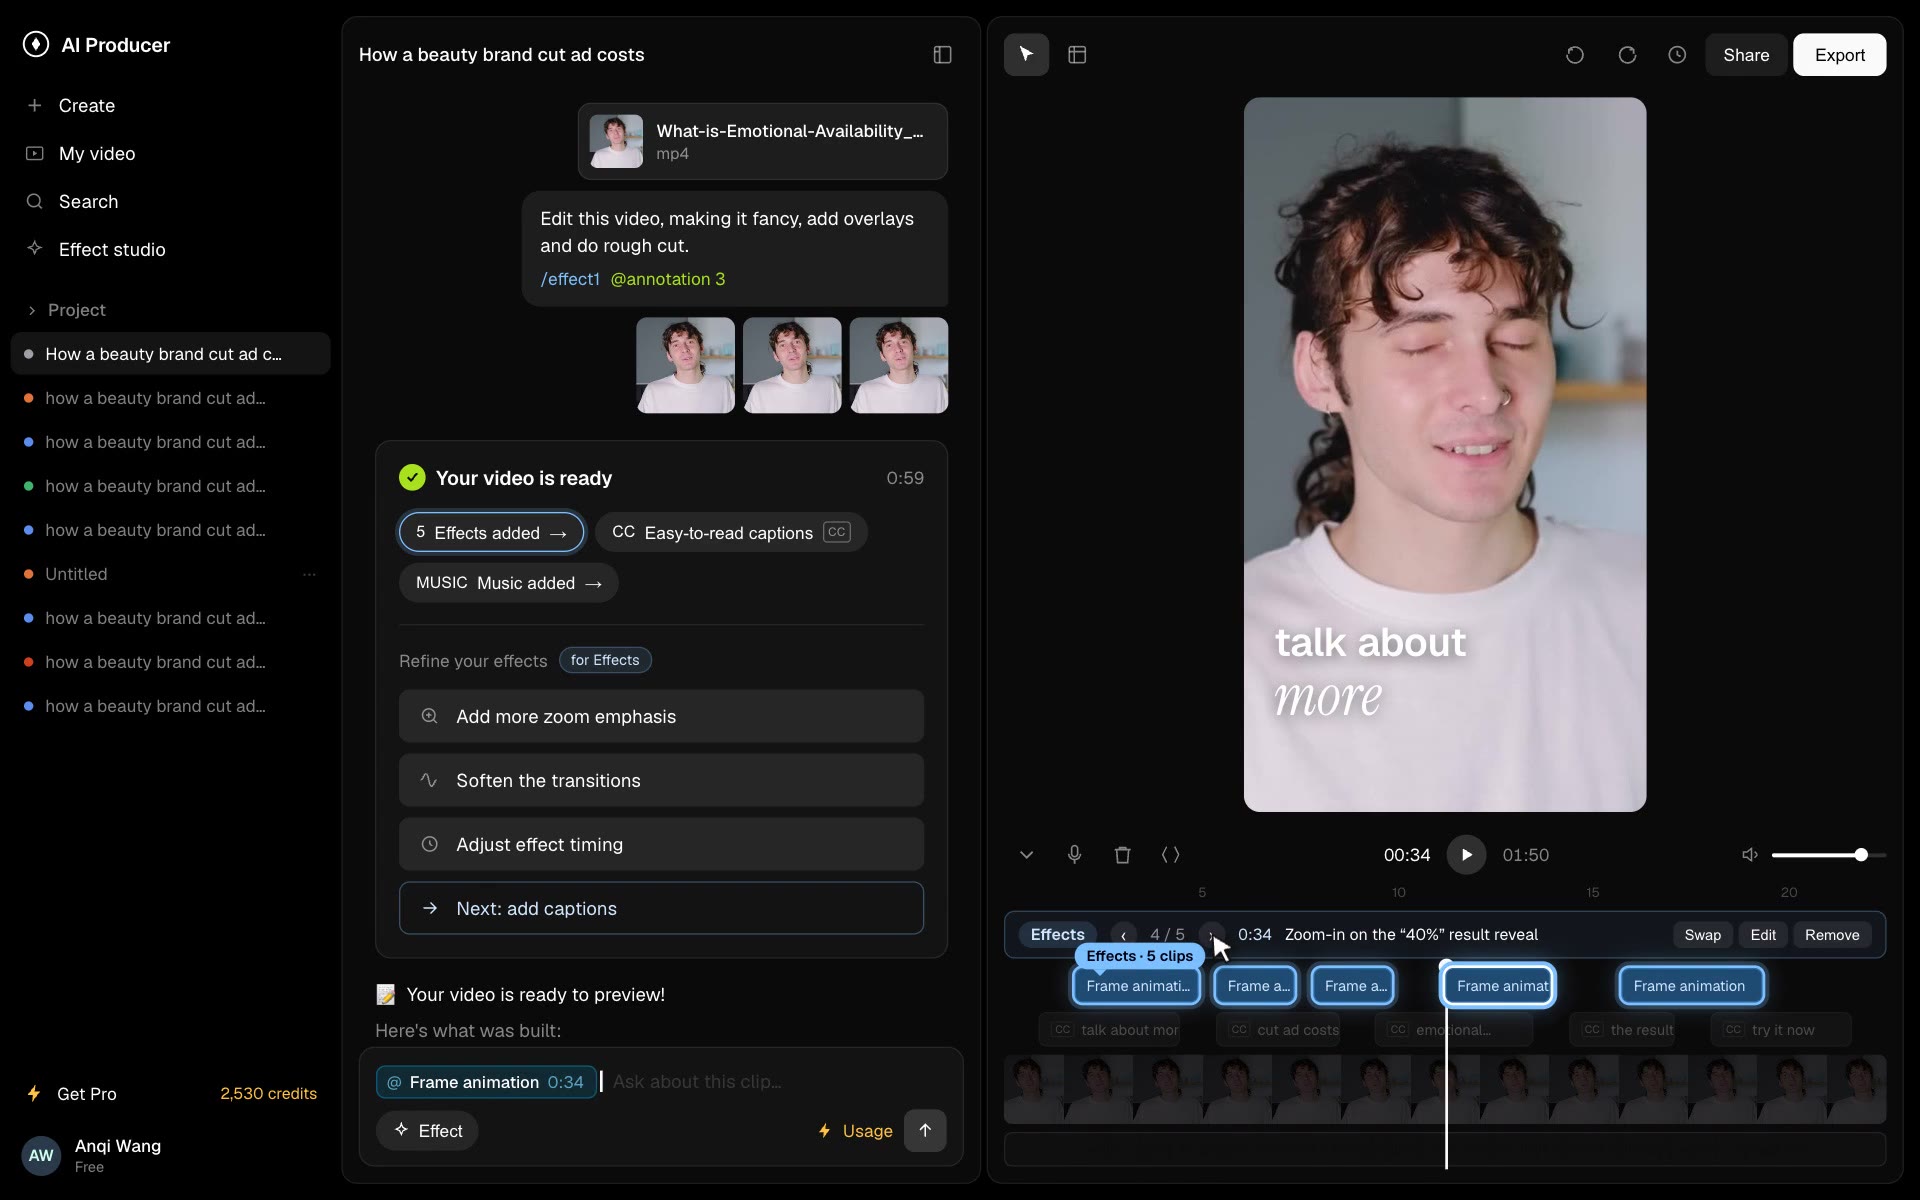 AI Producer
Create
My video
Search
Effect studio
Project
How a beauty brand cut ad c...
how a beauty brand cut ad...
how a beauty brand cut ad...
how a beauty brand cut ad...
how a beauty brand cut ad...
Untitled
how a beauty brand cut ad...
how a beauty brand cut ad...
how a beauty brand cut ad...
Get Pro
2,530 credits
AW
Anqi Wang
Free
How a beauty brand cut ad costs
What-is-Emotional-Availability_...
mp4
Edit this video, making it fancy, add overlays
and do rough cut.
/effect1 @annotation 3
Your video is ready
0:59
5 Effects added →
CC Easy-to-read captions CC
MUSIC Music added →
Refine your effects
for Effects
Add more zoom emphasis
Soften the transitions
Adjust effect timing
Next: add captions
Your video is ready to preview!
Here's what was built:
@ Frame animation 0:34
Ask about this clip...
Effect
Usage
Share
Export
talk about
more
00:34
01:50
5
10
15
20
Effects
4 / 5
0:34 Zoom-in on the “40%” result reveal
Swap
Edit
Remove
Effects · 5 clips
Frame animati...
Frame a...
Frame a...
Frame animat
Frame animation
CC talk about mor
CC cut ad costs
CC emotional...
CC the result
CC try it now